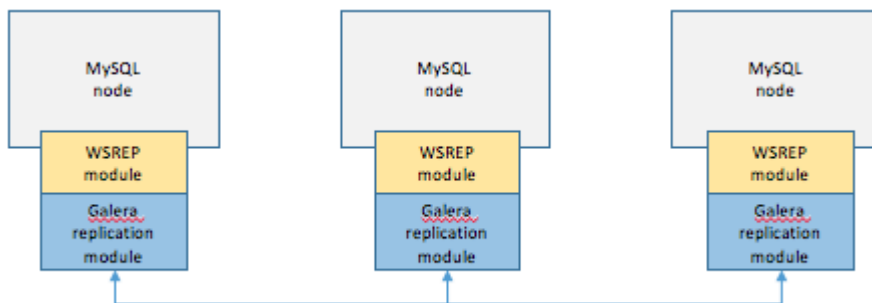 MySQL
node
WSREP
module
Galera
replication
module
MySQL
node
WSREP
module
Galera
replication
module
MySQL
node
WSREP
module
Galera
replication
module